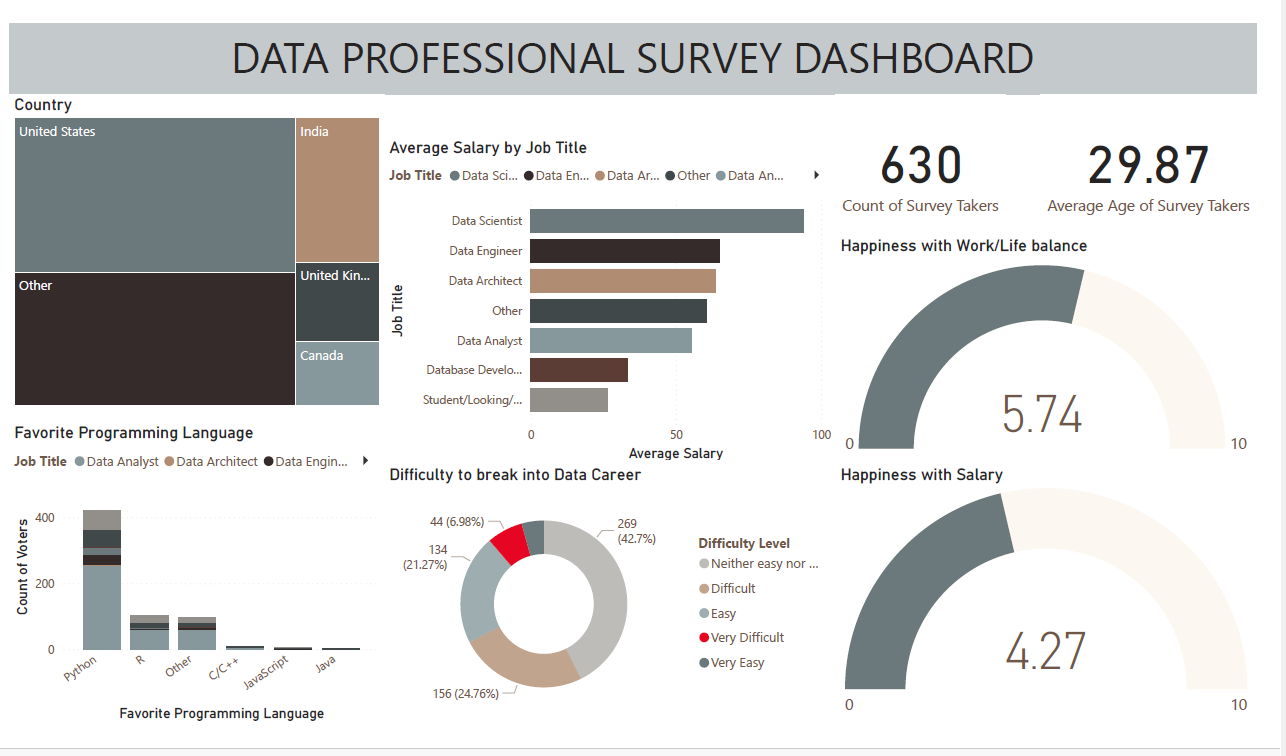 DATA PROFESSIONAL SURVEY DASHBOARD
Country
United States
India
Other
United Kin...
Canada
Average Salary by Job Title
Job Title Data Sci... Data En... Data Ar... Other Data An...
Job Title
Data Scientist
Data Engineer
Data Architect
Other
Data Analyst
Database Develo...
Student/Looking/...
0 50 100
Average Salary
630
Count of Survey Takers
29.87
Average Age of Survey Takers
Happiness with Work/Life balance
5.74
0 10
Favorite Programming Language
Job Title Data Analyst Data Architect Data Engin...
Count of Voters
400
200
0
Python R Other C/C++ JavaScript Java
Favorite Programming Language
Difficulty to break into Data Career
44 (6.98%)
269
(42.7%)
134
(21.27%)
156 (24.76%)
Difficulty Level
Neither easy nor ...
Difficult
Easy
Very Difficult
Very Easy
Happiness with Salary
4.27
0 10